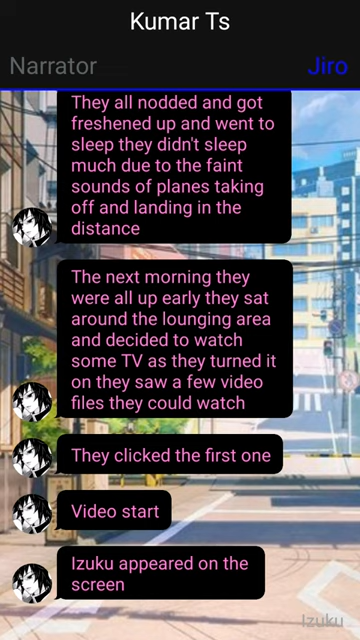 Kumar Ts
Narrator
Jiro
They all nodded and got
freshened up and went to
sleep they didn't sleep
much due to the faint
sounds of planes taking
off and landing in the
distance
The next morning they
were all up early they sat
around the lounging area
and decided to watch
some TV as they turned it
on they saw a few video
files they could watch
They clicked the first one
Video start
Izuku appeared on the
screen
Izuku